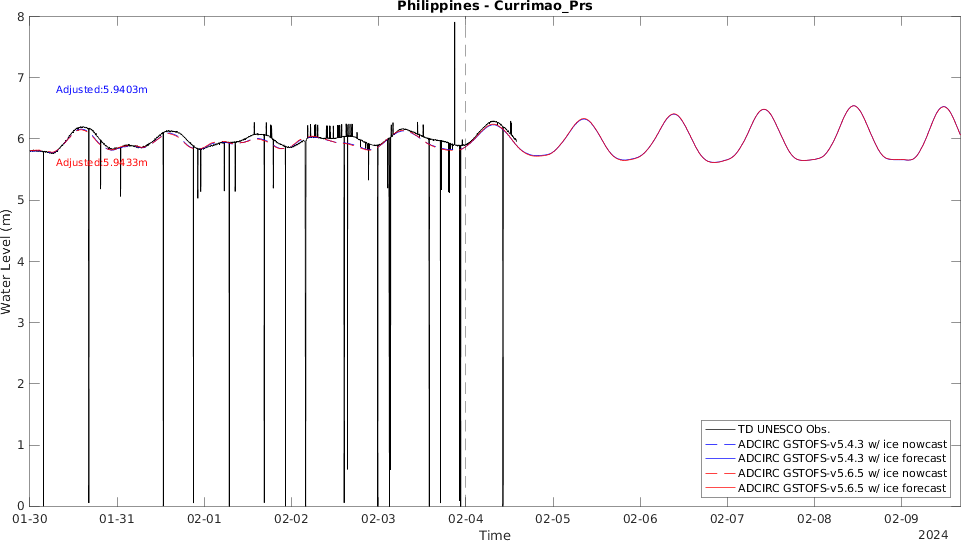 Philippines - Currimao_Prs
8
7
6
5
4
3
2
1
0
Water Level (m)
Adjusted:5.9403m
Adjusted:5.9433m
TD UNESCO Obs.
ADCIRC GSTOFS-v5.4.3 w/ ice nowcast
ADCIRC GSTOFS-v5.4.3 w/ ice forecast
ADCIRC GSTOFS-v5.6.5 w/ ice nowcast
ADCIRC GSTOFS-v5.6.5 w/ ice forecast
01-30 01-31 02-01 02-02 02-03 02-04 02-05 02-06 02-07 02-08 02-09
Time
2024